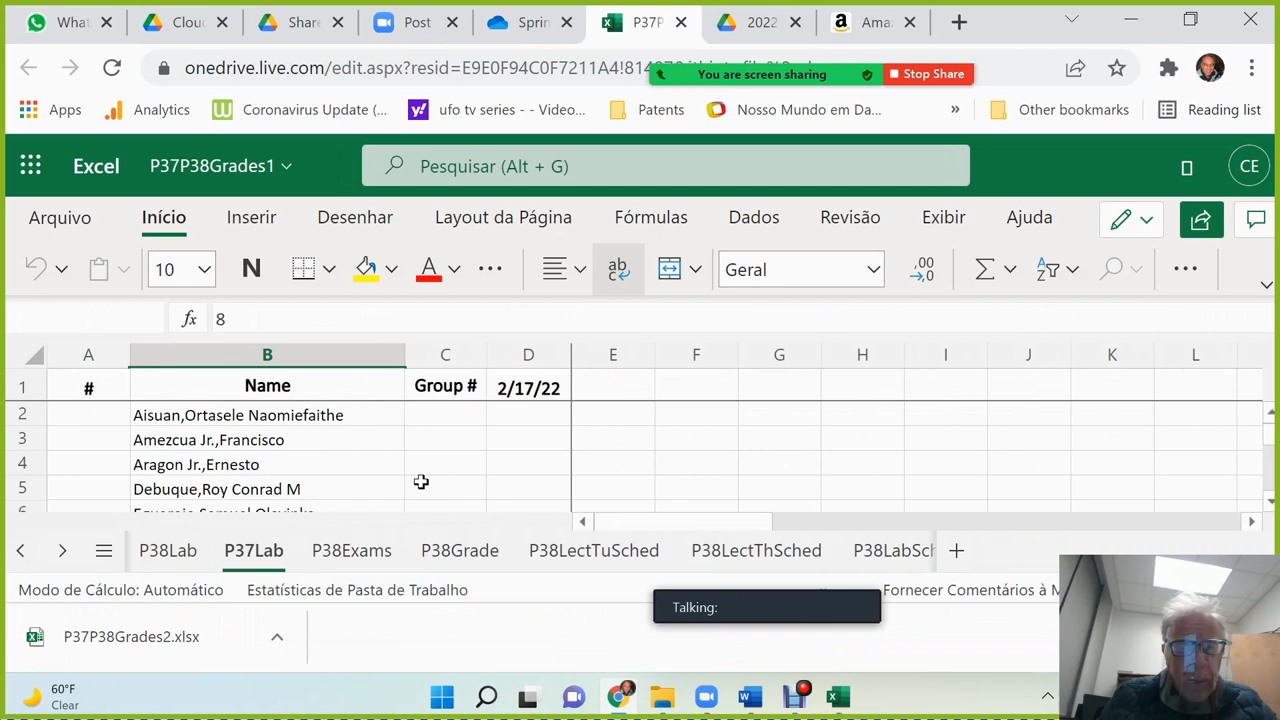 What
Cloud
Share
Post
Sprin
P37P
2022
Amaz
onedrive.live.com/edit.aspx?resid=E9E0F94C0F7211A4!814
You are screen sharing
Stop Share
Apps
Analytics
Coronavirus Update (...
ufo tv series - - Video...
Patents
Nosso Mundo em Da...
»
Other bookmarks
Reading list
Excel
P37P38Grades1
Pesquisar (Alt + G)
CE
Arquivo
Início
Inserir
Desenhar
Layout da Página
Fórmulas
Dados
Revisão
Exibir
Ajuda
10
N
A
ab
c
Geral
,00
,0
A
Z
fx
8
A B C D E F G H I J K L
1 # Name Group # 2/17/22
2 Aisuan,Ortasele Naomiefaithe
3 Amezcua Jr.,Francisco
4 Aragon Jr.,Ernesto
5 Debuque,Roy Conrad M
6
P38Lab
P37Lab
P38Exams
P38Grade
P38LectTuSched
P38LectThSched
P38LabSch
Modo de Cálculo: Automático
Estatísticas de Pasta de Trabalho
Fornecer Comentários à M
Talking:
P37P38Grades2.xlsx
60°F
Clear